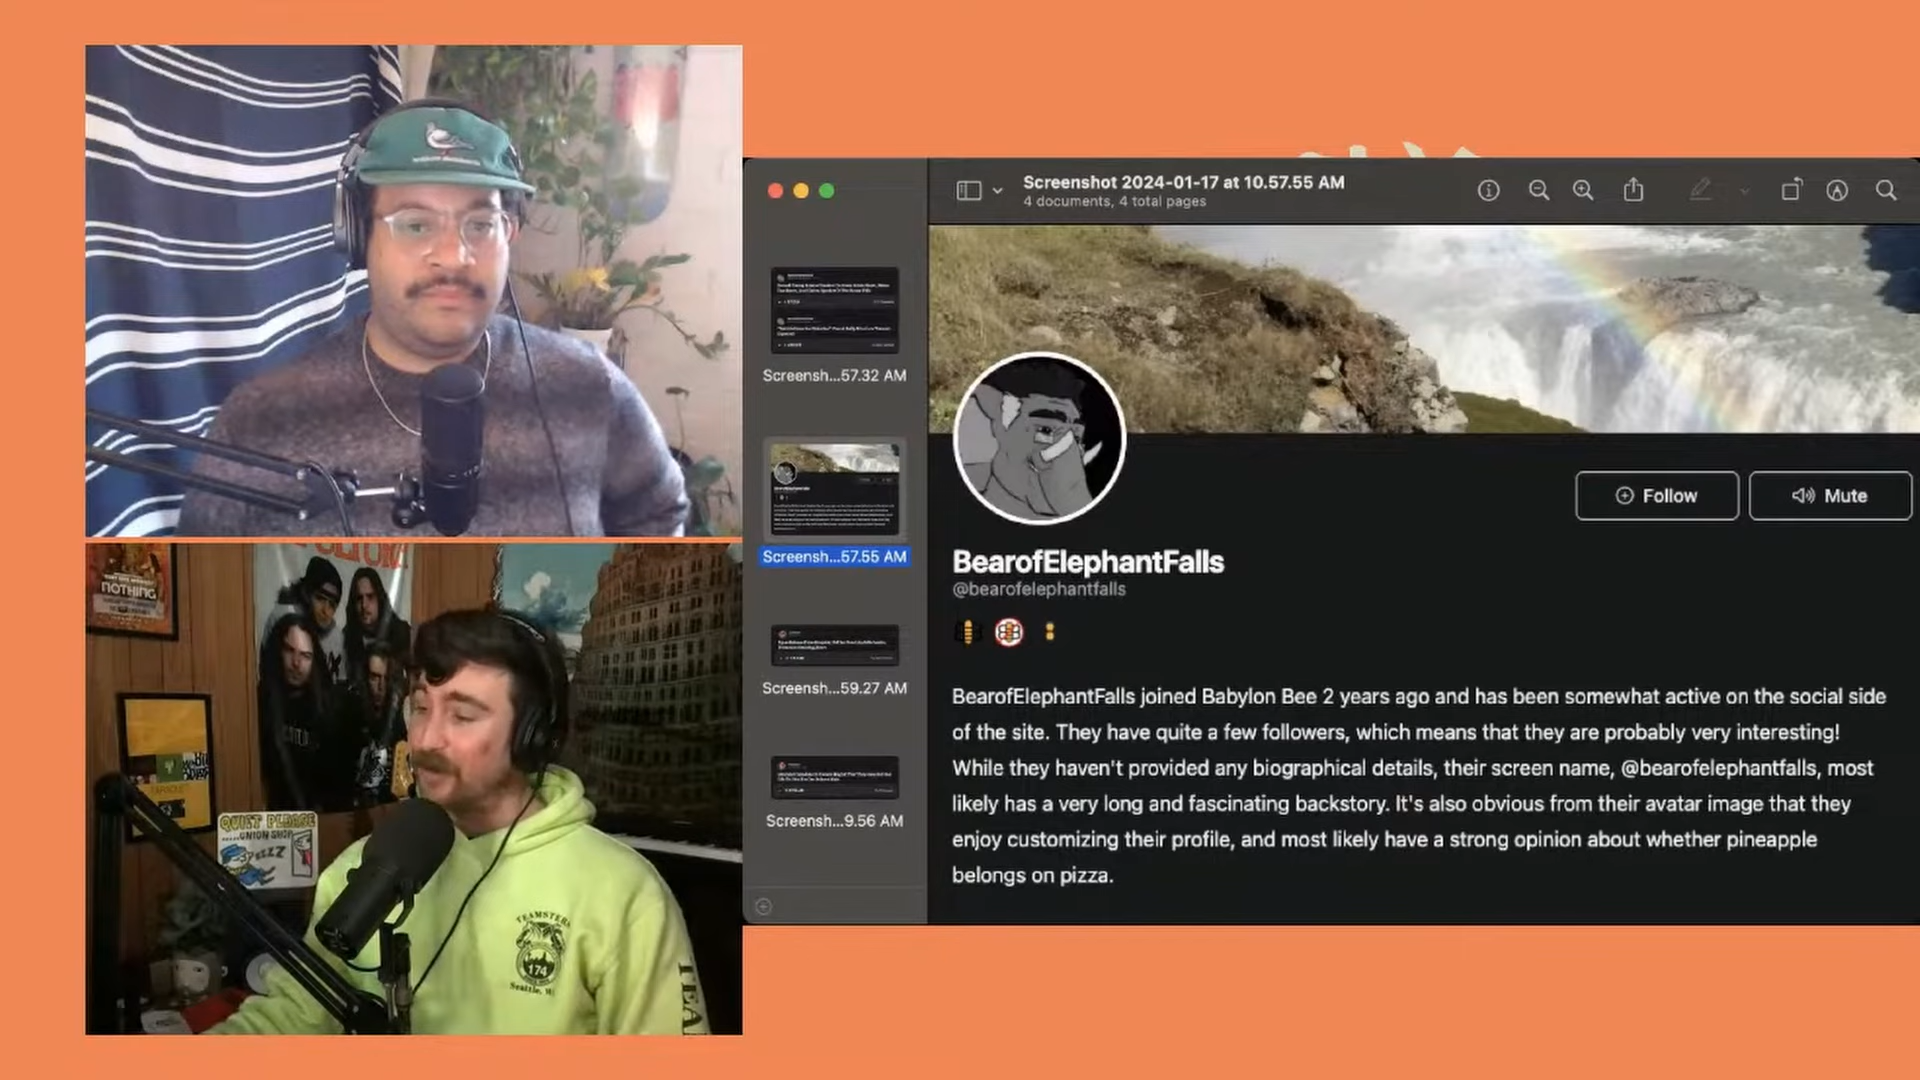 Screenshot 2024-01-17 at 10.57.55 AM
4 documents, 4 total pages
Screensh...57.32 AM
Screensh...57.55 AM
Screensh...59.27 AM
Screensh...9.56 AM
Follow
Mute
BearofElephantFalls
@bearofelephantfalls
BearofElephantFalls joined Babylon Bee 2 years ago and has been somewhat active on the social side
of the site. They have quite a few followers, which means that they are probably very interesting!
While they haven't provided any biographical details, their screen name, @bearofelephantfalls, most
likely has a very long and fascinating backstory. It's also obvious from their avatar image that they
enjoy customizing their profile, and most likely have a strong opinion about whether pineapple
belongs on pizza.
NOTHING
QUIET PLEASE
UNION SHOP
TEAMSTERS
174
Seattle, W
TEA